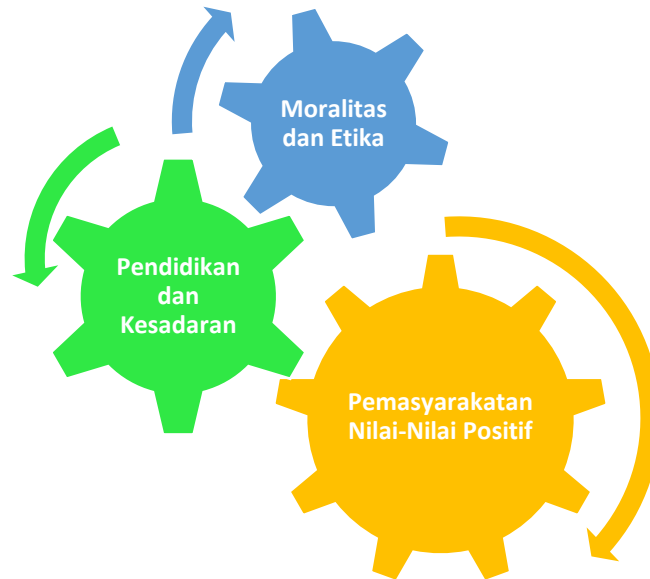 Moralitas
dan Etika
Pendidikan
dan
Kesadaran
Pemasyarakatan
Nilai-Nilai Positif